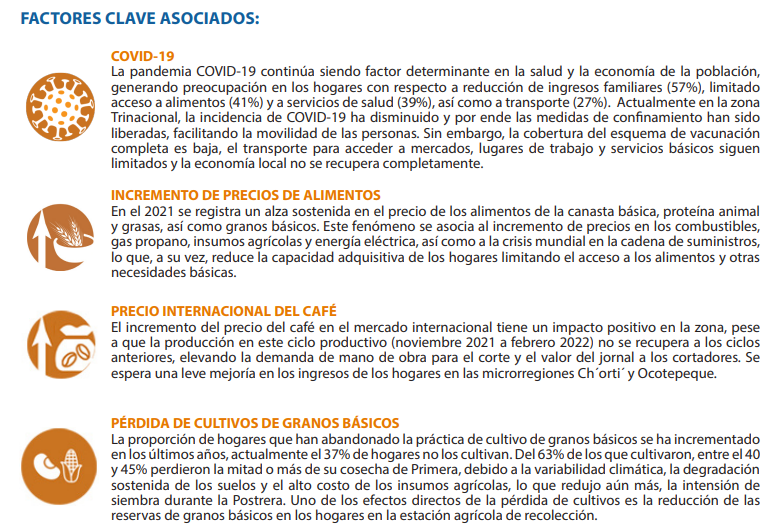 FACTORES CLAVE ASOCIADOS:
COVID-19
La pandemia COVID-19 continúa siendo factor determinante en la salud y la economía de la población,
generando preocupación en los hogares con respecto a reducción de ingresos familiares (57%), limitado
acceso a alimentos (41%) y a servicios de salud (39%), así como a transporte (27%). Actualmente en la zona
Trinacional, la incidencia de COVID-19 ha disminuido y por ende las medidas de confinamiento han sido
liberadas, facilitando la movilidad de las personas. Sin embargo, la cobertura del esquema de vacunación
completa es baja, el transporte para acceder a mercados, lugares de trabajo y servicios básicos siguen
limitados y la economía local no se recupera completamente.
INCREMENTO DE PRECIOS DE ALIMENTOS
En el 2021 se registra un alza sostenida en el precio de los alimentos de la canasta básica, proteína animal
y grasas, así como granos básicos. Este fenómeno se asocia al incremento de precios en los combustibles,
gas propano, insumos agrícolas y energía eléctrica, así como a la crisis mundial en la cadena de suministros,
lo que, a su vez, reduce la capacidad adquisitiva de los hogares limitando el acceso a los alimentos y otras
necesidades básicas.
PRECIO INTERNACIONAL DEL CAFÉ
El incremento del precio del café en el mercado internacional tiene un impacto positivo en la zona, pese
a que la producción en este ciclo productivo (noviembre 2021 a febrero 2022) no se recupera a los ciclos
anteriores, elevando la demanda de mano de obra para el corte y el valor del jornal a los cortadores. Se
espera una leve mejoría en los ingresos de los hogares en las microrregiones Ch´orti´ y Ocotepeque.
PÉRDIDA DE CULTIVOS DE GRANOS BÁSICOS
La proporción de hogares que han abandonado la práctica de cultivo de granos básicos se ha incrementado
en los últimos años, actualmente el 37% de hogares no los cultivan. Del 63% de los que cultivaron, entre el 40
y 45% perdieron la mitad o más de su cosecha de Primera, debido a la variabilidad climática, la degradación
sostenida de los suelos y el alto costo de los insumos agrícolas, lo que redujo aún más, la intensión de
siembra durante la Postrera. Uno de los efectos directos de la pérdida de cultivos es la reducción de las
reservas de granos básicos en los hogares en la estación agrícola de recolección.